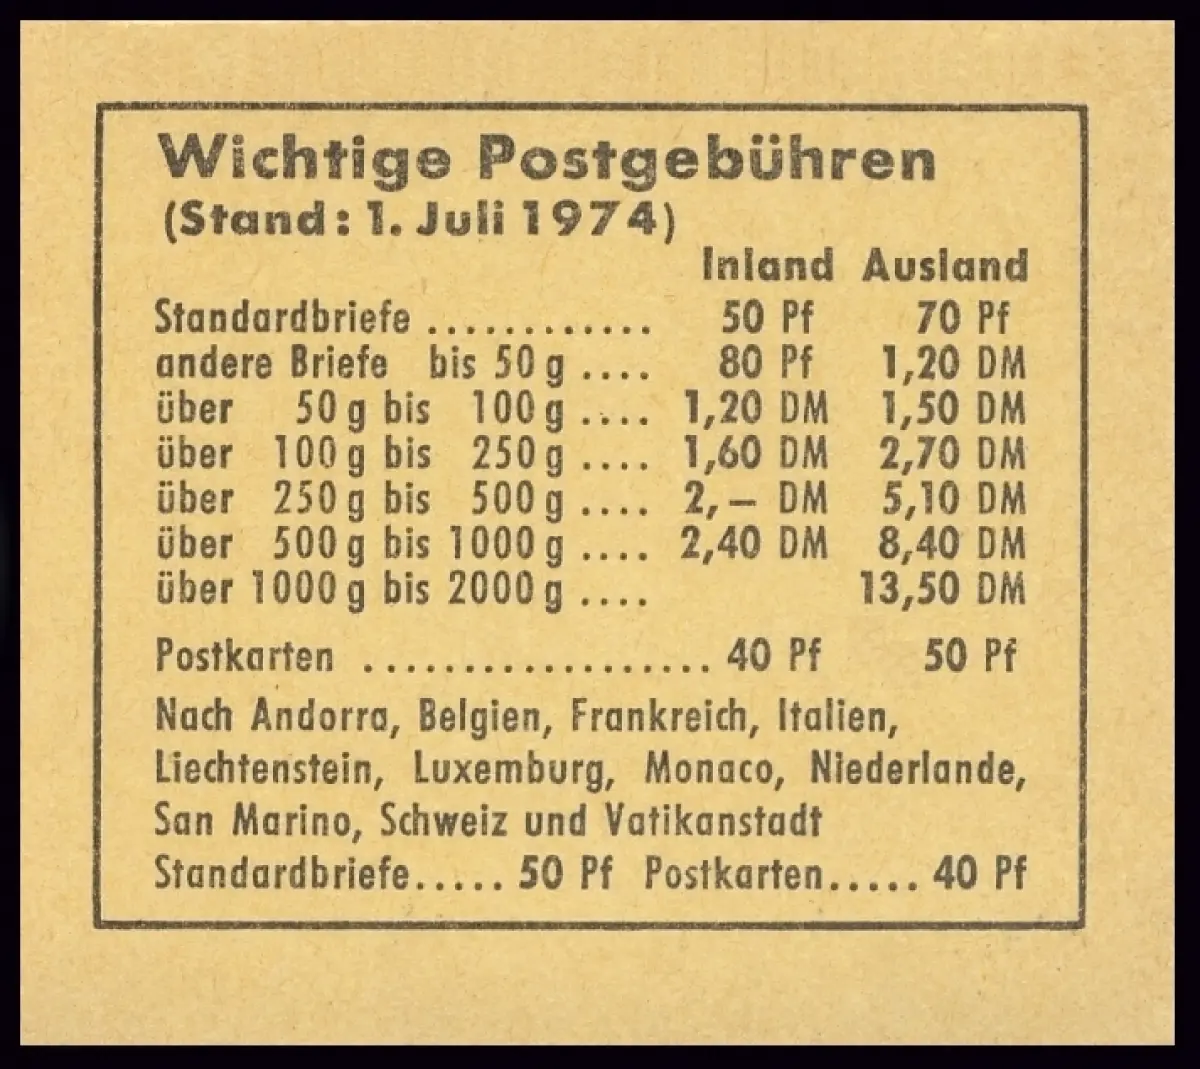 Wichtige Postgebühren
(Stand: 1. Juli 1974)
Inland Ausland
Standardbriefe ............ 50 Pf 70 Pf
andere Briefe bis 50 g .... 80 Pf 1,20 DM
über 50 g bis 100 g .... 1,20 DM 1,50 DM
über 100 g bis 250 g .... 1,60 DM 2,70 DM
über 250 g bis 500 g .... 2,— DM 5,10 DM
über 500 g bis 1000 g .... 2,40 DM 8,40 DM
über 1000 g bis 2000 g .... 13,50 DM
Postkarten .................. 40 Pf 50 Pf
Nach Andorra, Belgien, Frankreich, Italien,
Liechtenstein, Luxemburg, Monaco, Niederlande,
San Marino, Schweiz und Vatikanstadt
Standardbriefe..... 50 Pf Postkarten..... 40 Pf